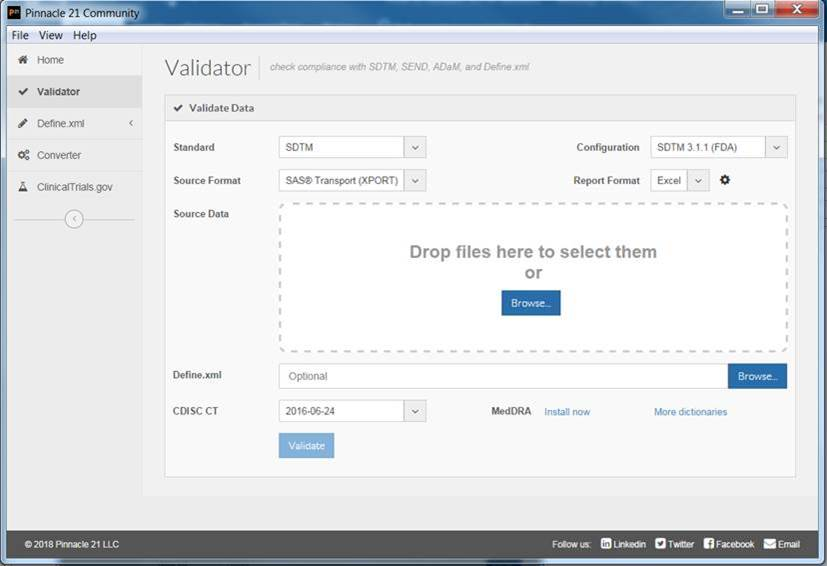 Pinnacle 21 Community
File View Help
Home
Validator
Define.xml
Converter
ClinicalTrials.gov
Validator check compliance with SDTM, SEND, ADaM, and Define.xml
Validate Data
Standard SDTM Configuration SDTM 3.1.1 (FDA)
Source Format SAS® Transport (XPORT) Report Format Excel
Source Data
Drop files here to select them
or
Browse...
Define.xml Optional Browse...
CDISC CT 2016-06-24 MedDRA Install now More dictionaries
Validate
© 2018 Pinnacle 21 LLC Follow us: Linkedin Twitter Facebook Email